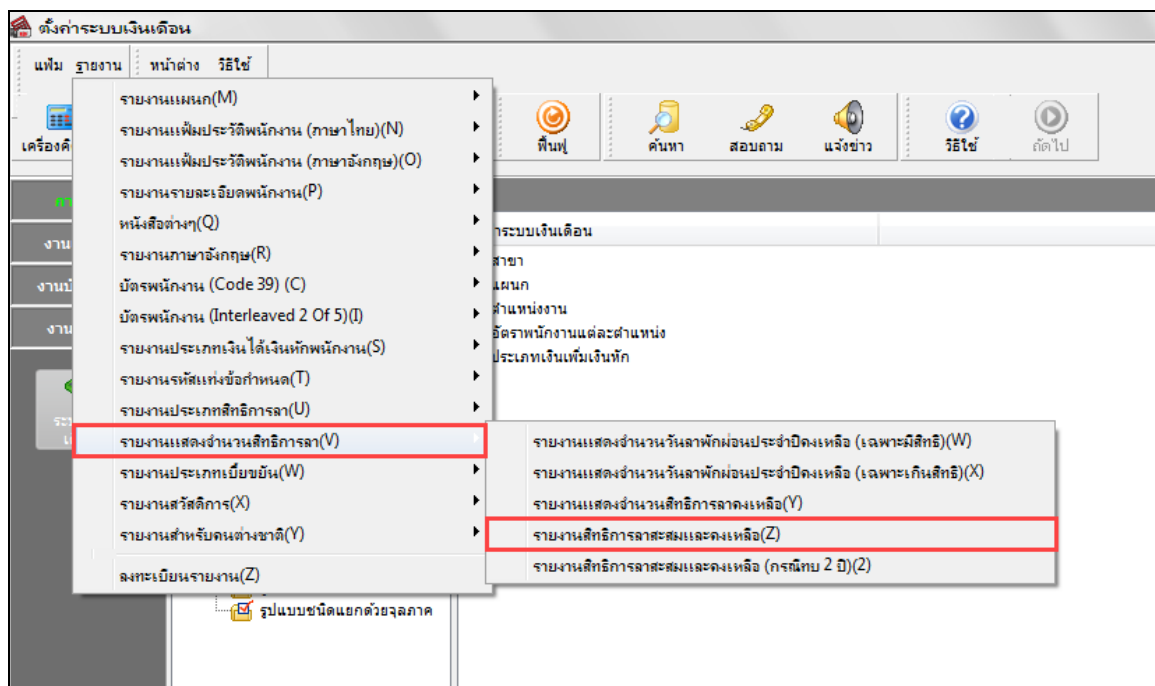 ตั้งค่าระบบเงินเดือน
แฟ้ม รายงาน หน้าต่าง วิธีใช้
ฟื้นฟู ค้นหา สอบถาม แจ้งข่าว วิธีใช้ ถัดไป
เครื่องคิ
รายงานแผนก(M)
รายงานแฟ้มประวัติพนักงาน (ภาษาไทย)(N)
รายงานแฟ้มประวัติพนักงาน (ภาษาอังกฤษ)(O)
รายงานรายละเอียดพนักงาน(P)
หนังสือต่างๆ(Q)
รายงานภาษาอังกฤษ(R)
บัตรพนักงาน (Code 39) (C)
บัตรพนักงาน (Interleaved 2 Of 5)(I)
รายงานประเภทเงินได้เงินหักพนักงาน(S)
รายงานรหัสแท่งข้อกำหนด(T)
รายงานประเภทสิทธิการลา(U)
รายงานแสดงจำนวนสิทธิการลา(V)
รายงานประเภทเบี้ยขยัน(W)
รายงานสวัสดิการ(X)
รายงานสำหรับคนต่างชาติ(Y)
ลงทะเบียนรายงาน(Z)
งาน
งานบั
งาน
าระบบเงินเดือน
สาขา
แผนก
ตำแหน่งงาน
อัตราพนักงานแต่ละตำแหน่ง
ประเภทเงินเพิ่มเงินหัก
รายงานแสดงจำนวนวันลาพักผ่อนประจำปีคงเหลือ (เฉพาะมีสิทธิ)(W)
รายงานแสดงจำนวนวันลาพักผ่อนประจำปีคงเหลือ (เฉพาะเกินสิทธิ)(X)
รายงานแสดงจำนวนสิทธิการลาคงเหลือ(Y)
รายงานสิทธิการลาสะสมและคงเหลือ(Z)
รายงานสิทธิการลาสะสมและคงเหลือ (กรณีทบ 2 ปี)(2)
รูปแบบชนิดแยกด้วยจุลภาค